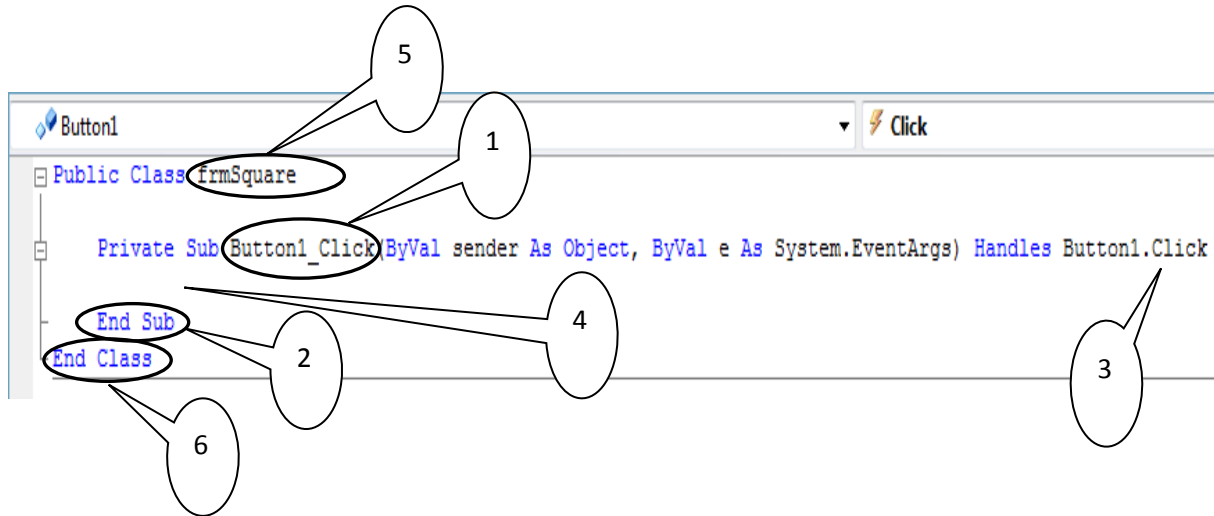 5
Button1 Click
1
Public Class frmSquare
Private Sub Button1_Click(ByVal sender As Object, ByVal e As System.EventArgs) Handles Button1.Click
4
End Sub
2
3
End Class
6